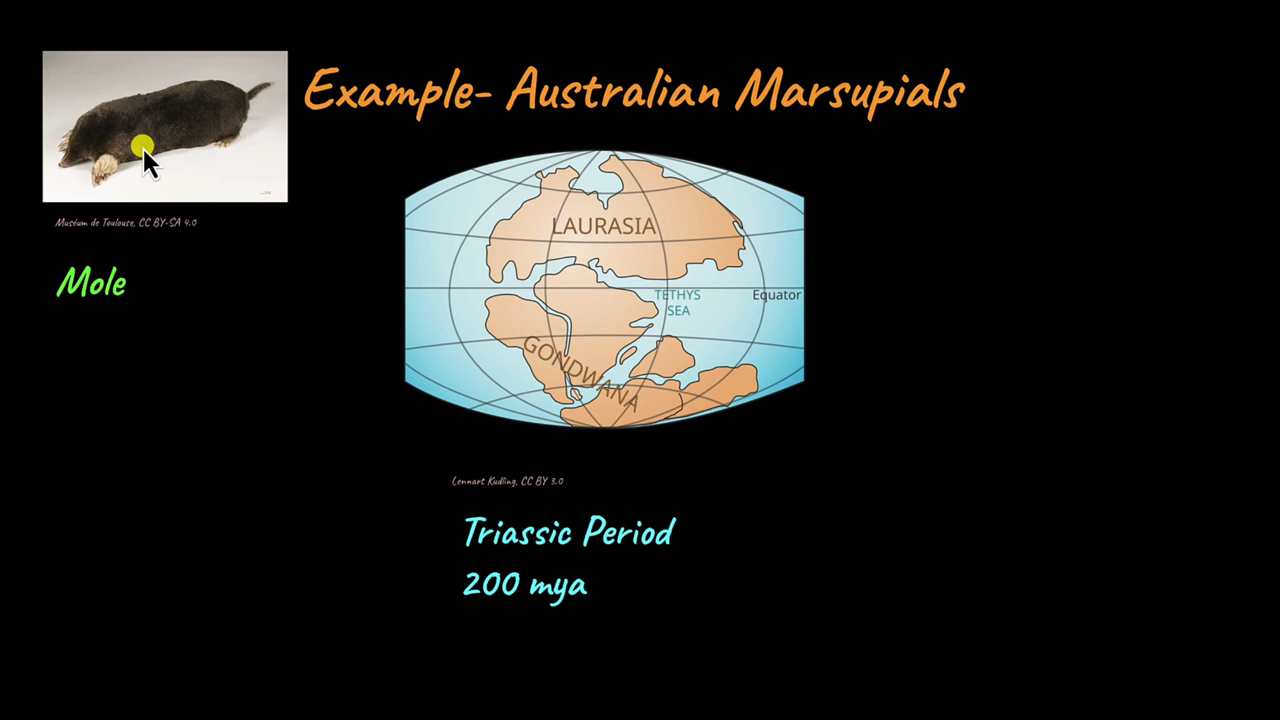 Example- Australian Marsupials
Muséum de Toulouse, CC BY-SA 4.0
Mole
LAURASIA
TETHYS
SEA
Equator
GONDWANA
Lennart Kudling, CC BY 3.0
Triassic Period
200 mya